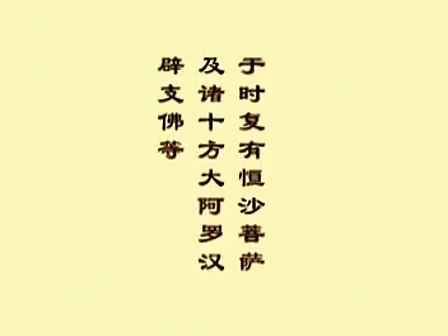 于时复有恒沙菩萨
及诸十方大阿罗汉
辟支佛等